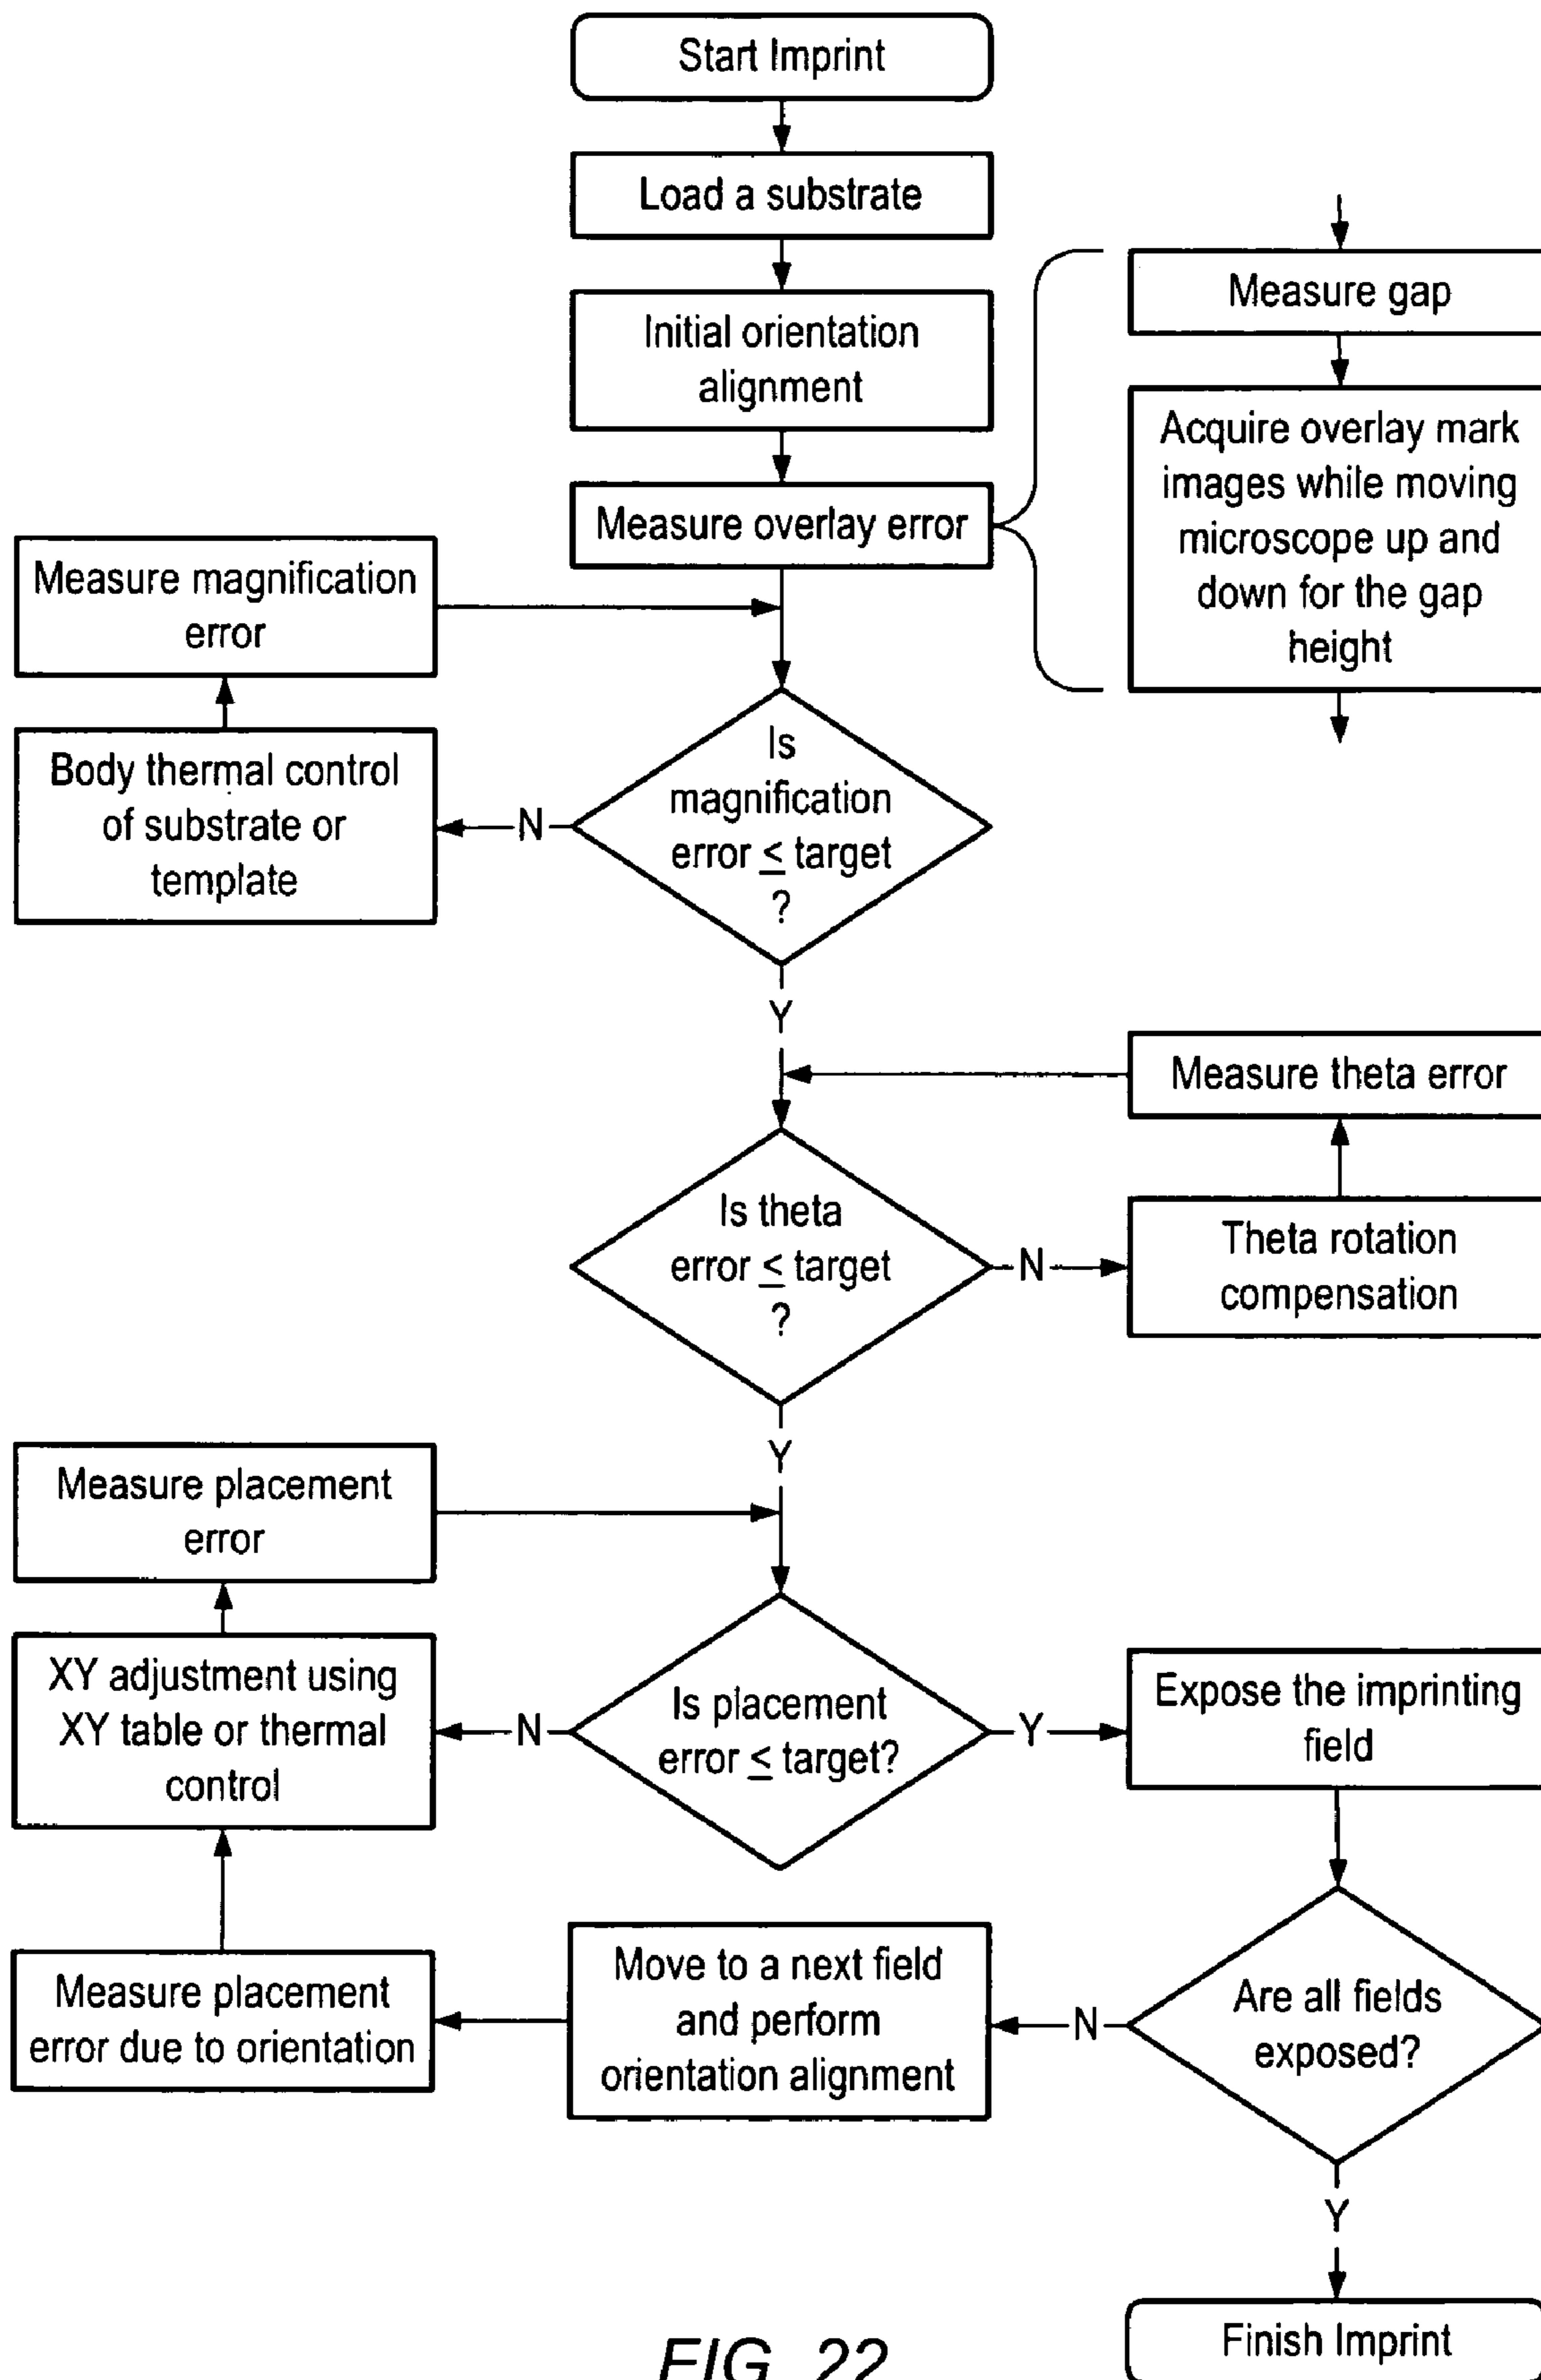 Start Imprint
Load a substrate
Initial orientation
alignment
Measure overlay error
Measure gap
Acquire overlay mark
images while moving
microscope up and
down for the gap
height
Measure magnification
error
Body thermal control
of substrate or
template
N
Is
magnification
error ≤ target
?
Y
Measure theta error
Is theta
error ≤ target
?
N
Theta rotation
compensation
Y
Measure placement
error
XY adjustment using
XY table or thermal
control
N
Is placement
error ≤ target?
Y
Expose the imprinting
field
Measure placement
error due to orientation
Move to a next field
and perform
orientation alignment
N
Are all fields
exposed?
Y
Finish Imprint
FIG. 22